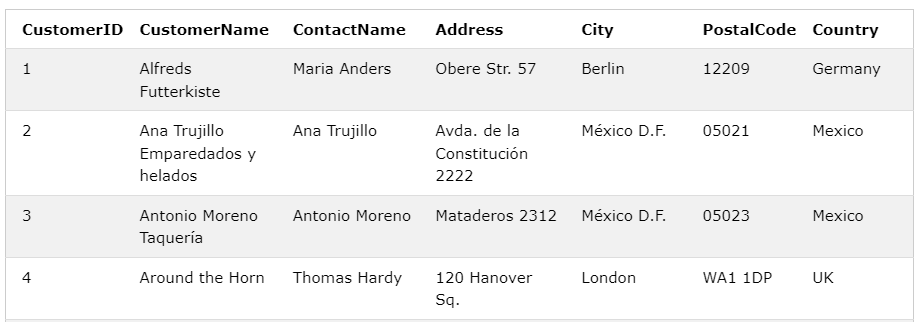 CustomerID CustomerName ContactName Address City PostalCode Country
1 Alfreds Maria Anders Obere Str. 57 Berlin 12209 Germany
Futterkiste
2 Ana Trujillo Ana Trujillo Avda. de la México D.F. 05021 Mexico
Emparedados y Constitución
helados 2222
3 Antonio Moreno Antonio Moreno Mataderos 2312 México D.F. 05023 Mexico
Taquería
4 Around the Horn Thomas Hardy 120 Hanover London WA1 1DP UK
Sq.